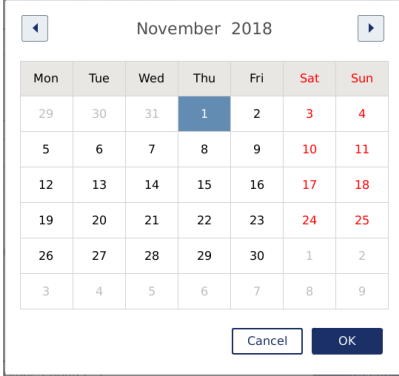 November 2018
Mon Tue Wed Thu Fri Sat Sun
29 30 31 1 2 3 4
5 6 7 8 9 10 11
12 13 14 15 16 17 18
19 20 21 22 23 24 25
26 27 28 29 30 1 2
3 4 5 6 7 8 9
Cancel OK